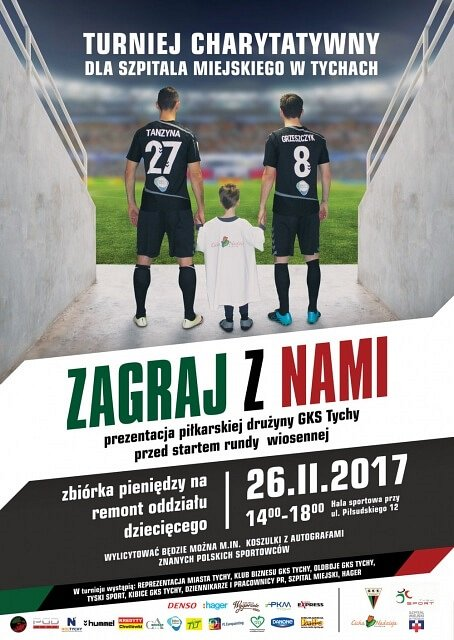 TURNIEJ CHARYTATYWNY
DLA SZPITALA MIEJSKIEGO W TYCHACH
TANŻYNA
27
GRZESZCZYK
8
ZAGRAJ Z NAMI
prezentacja piłkarskiej drużyny GKS Tychy
przed startem rundy wiosennej
zbiórka pieniędzy na
remont oddziału
dziecięcego
26.II.2017
14⁰⁰-18⁰⁰
Hala sportowa przy
ul. Piłsudskiego 12
WYLICYTOWAĆ BĘDZIE MOŻNA M.IN. KOSZULKI Z AUTOGRAFAMI
ZNANYCH POLSKICH SPORTOWCÓW
W turnieju wystąpią: REPREZENTACJA MIASTA TYCHY, KLUB BIZNESU GKS TYCHY, OLDBOJE GKS TYCHY,
TYSKI SPORT, KIBICE GKS TYCHY, DZIENNIKARZE I PRACOWNICY PR, SZPITAL MIEJSKI, HAGER
DENSO :hager PKM EXPRESS
hummel TVT DANONE
SPORT